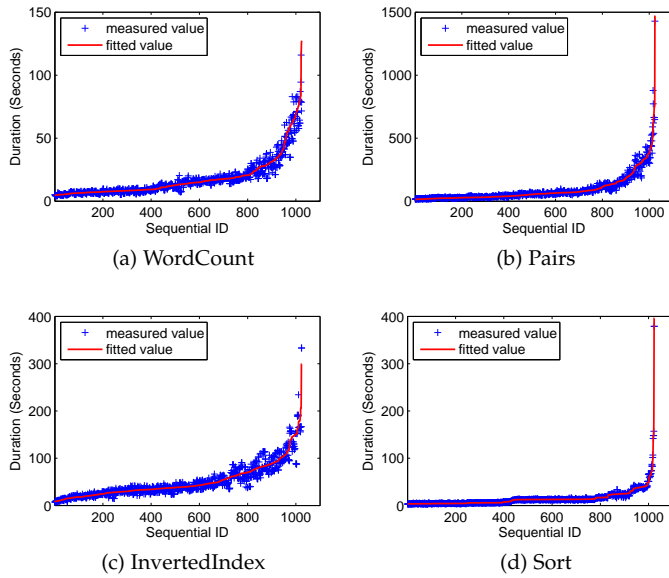 150
100
50
0
Duration (Seconds)
measured value
fitted value
200 400 600 800 1000
Sequential ID
(a) WordCount
1500
1000
500
0
Duration (Seconds)
measured value
fitted value
200 400 600 800 1000
Sequential ID
(b) Pairs
400
300
200
100
0
Duration (Seconds)
measured value
fitted value
200 400 600 800 1000
Sequential ID
(c) InvertedIndex
400
300
200
100
0
Duration (Seconds)
measured value
fitted value
200 400 600 800 1000
Sequential ID
(d) Sort